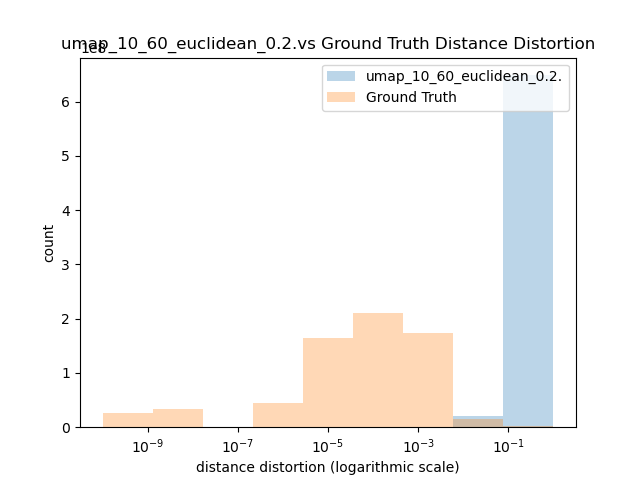 umap_10_60_euclidean_0.2.vs Ground Truth Distance Distortion
1e8
umap_10_60_euclidean_0.2.
Ground Truth
6
5
4
3
2
1
0
count
10⁻⁹ 10⁻⁷ 10⁻⁵ 10⁻³ 10⁻¹
distance distortion (logarithmic scale)